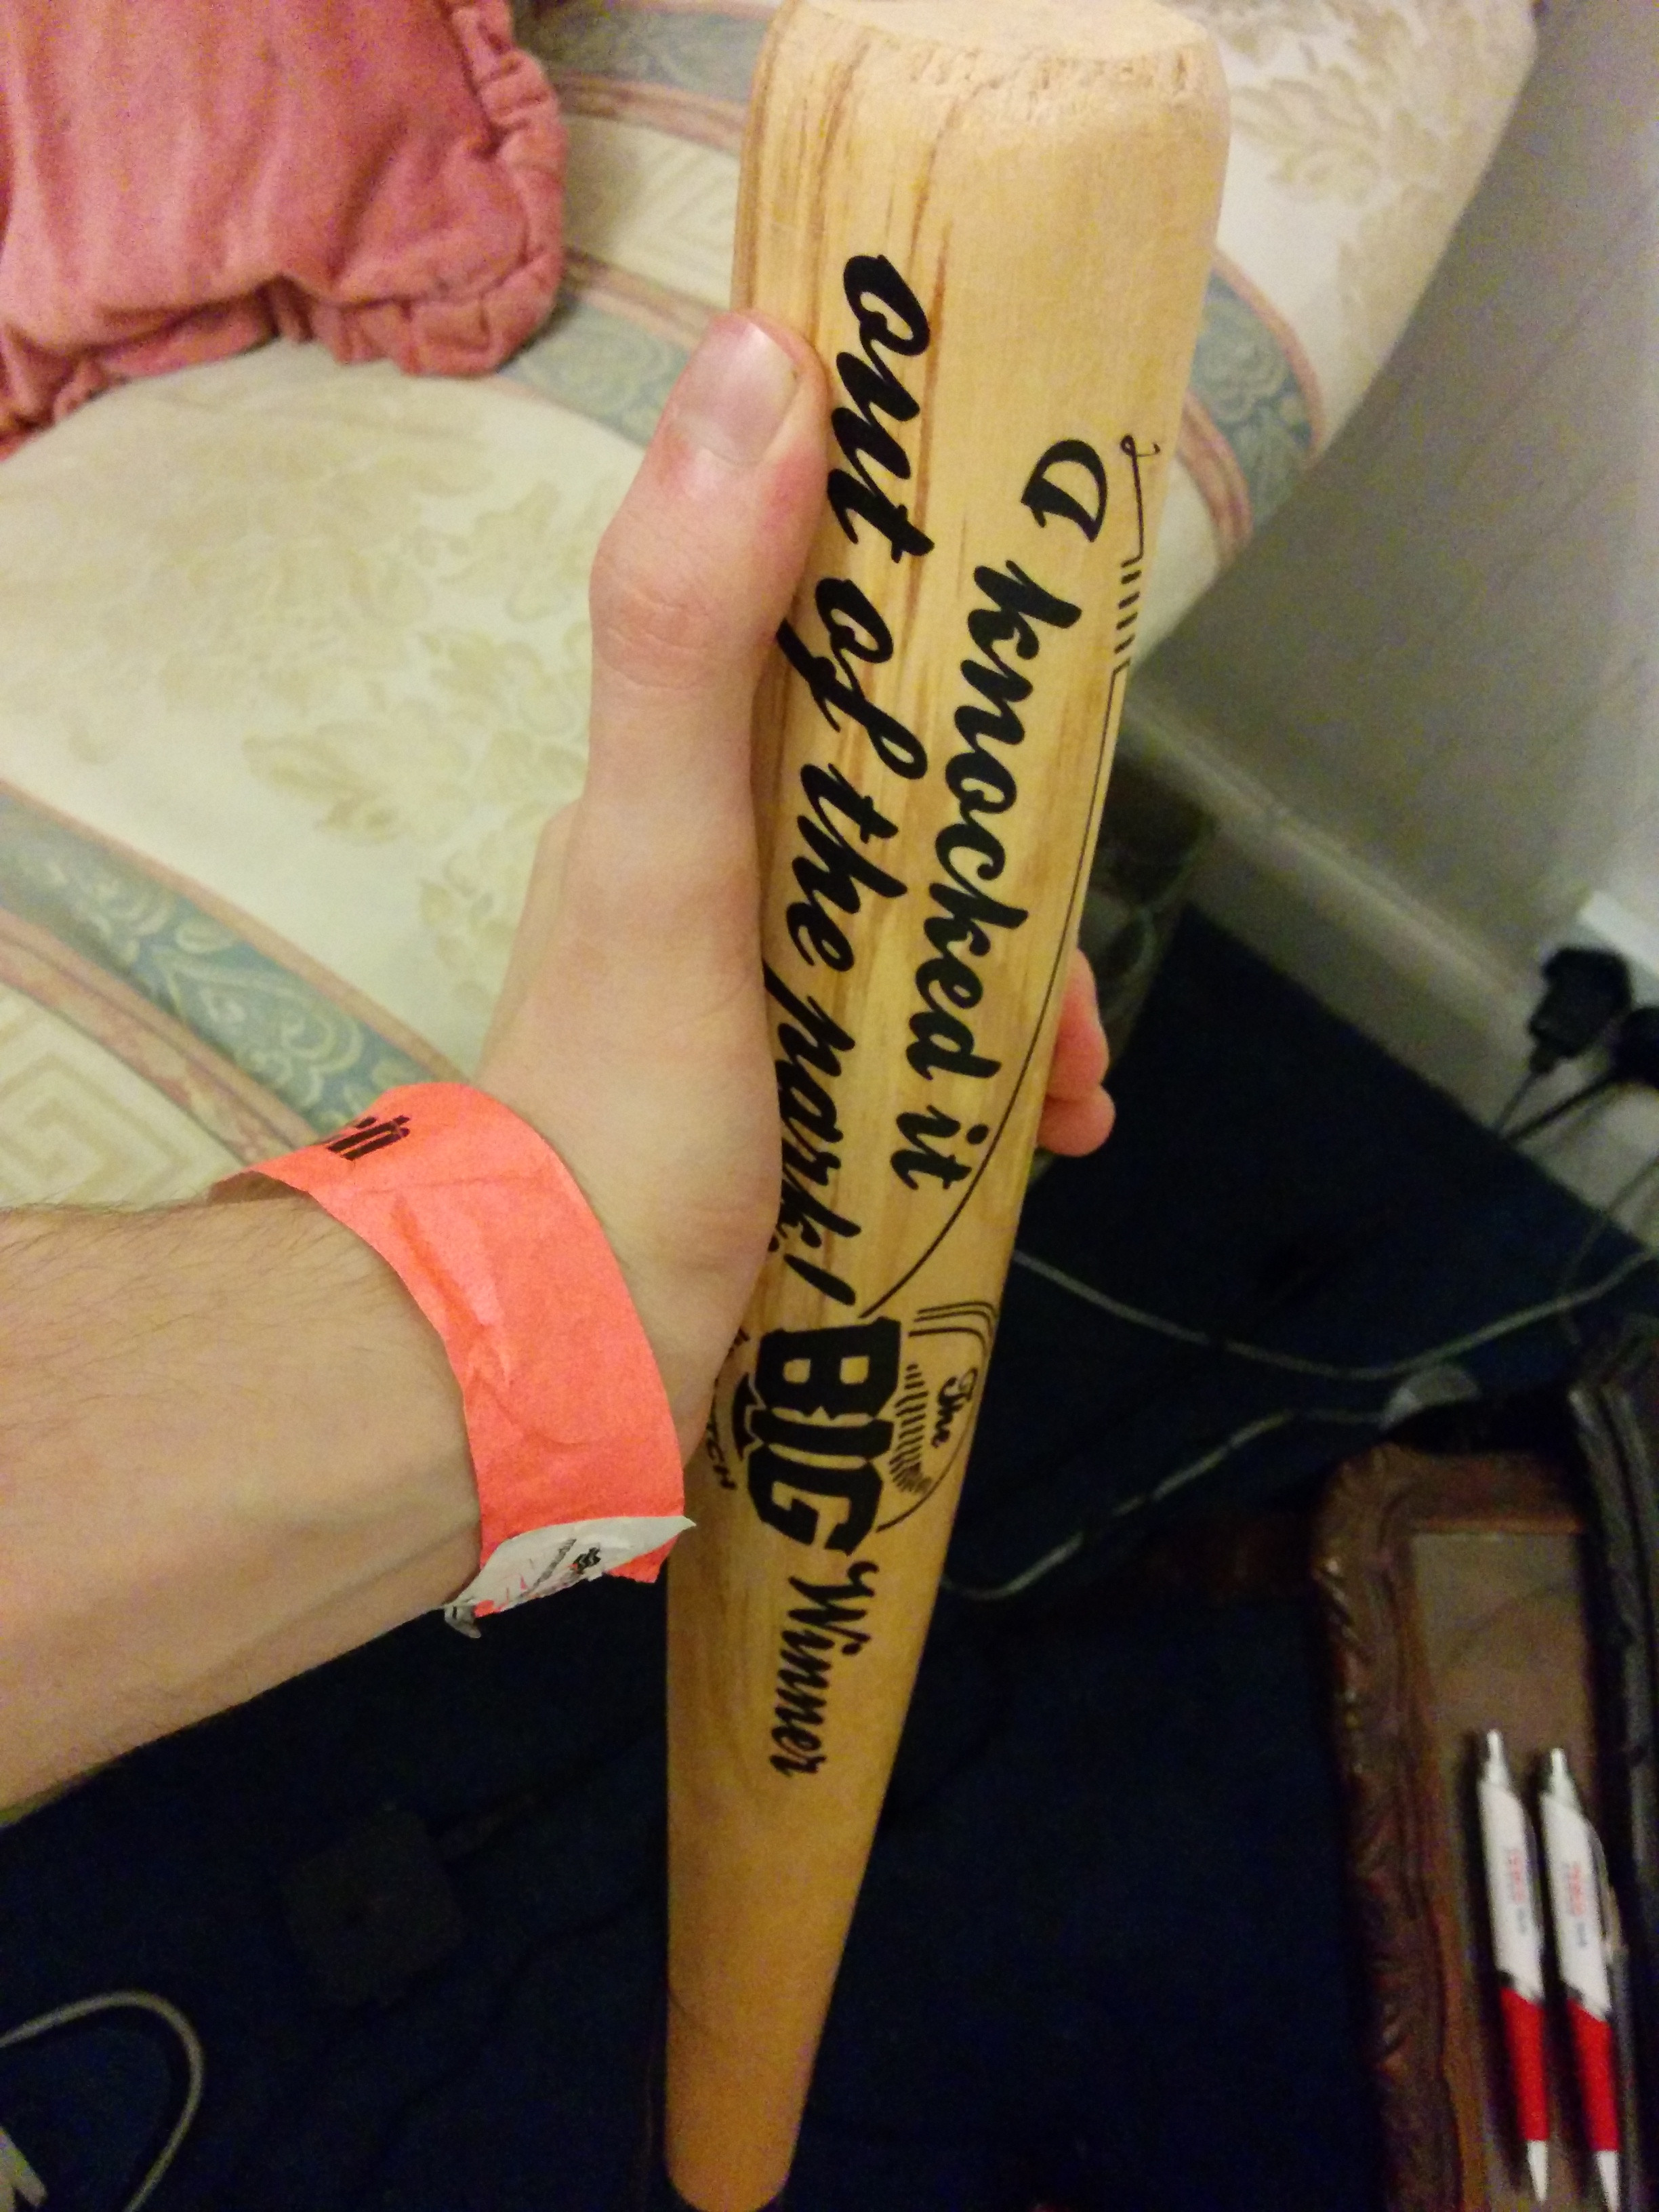 I knocked it
out of the park!
The
BIG
Winner